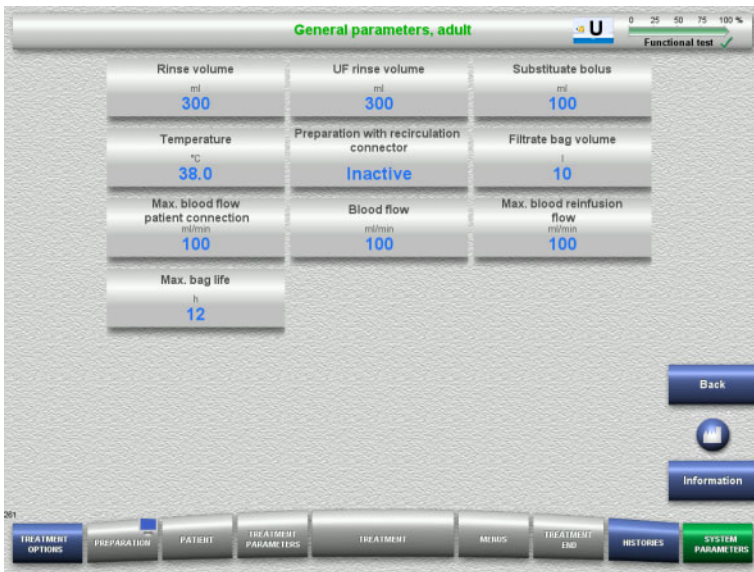 General parameters, adult
U
0 25 50 75 100 %
Functional test
Rinse volume
ml
300
UF rinse volume
ml
300
Substituate bolus
ml
100
Temperature
°C
38.0
Preparation with recirculation
connector
Inactive
Filtrate bag volume
l
10
Max. blood flow
patient connection
ml/min
100
Blood flow
ml/min
100
Max. blood reinfusion
flow
ml/min
100
Max. bag life
h
12
Back
Information
261
TREATMENT
OPTIONS
PREPARATION
PATIENT
TREATMENT
PARAMETERS
TREATMENT
MENUS
TREATMENT
END
HISTORIES
SYSTEM
PARAMETERS